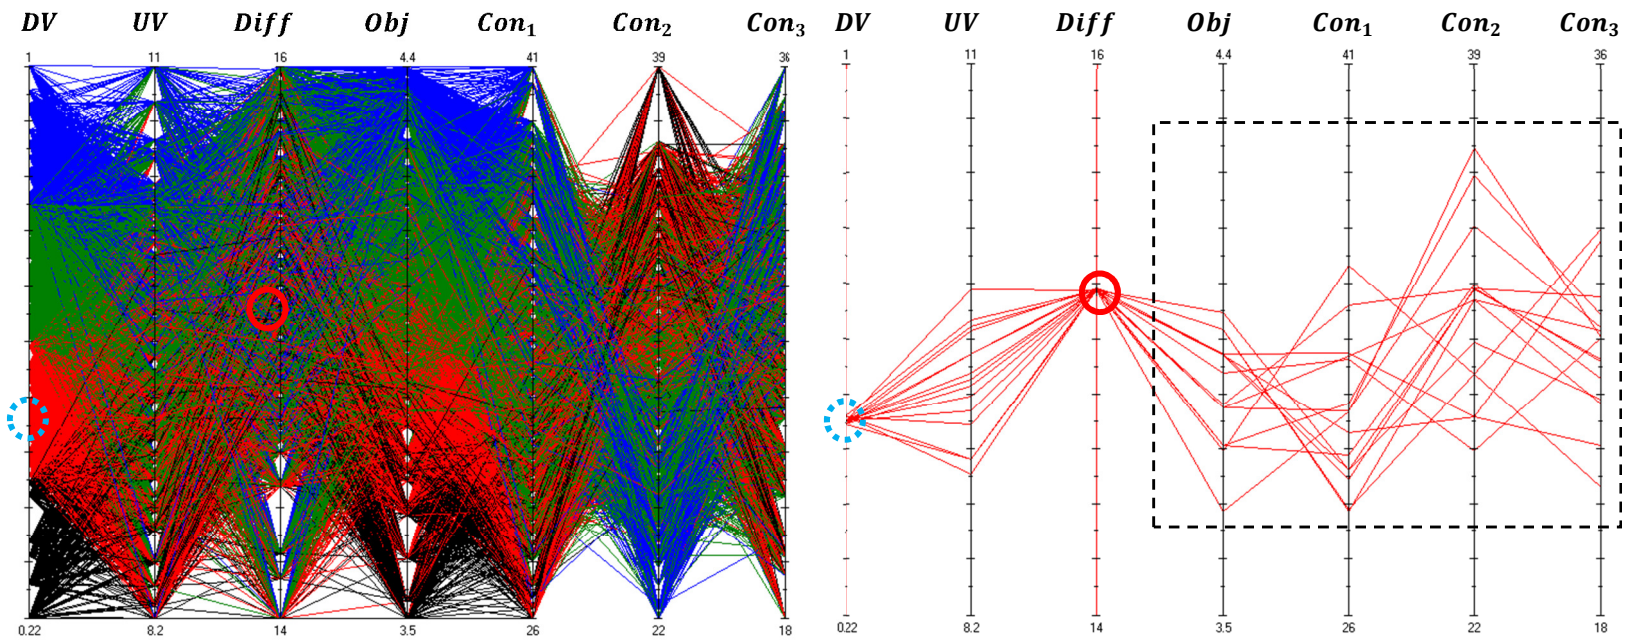 DV UV Diff Obj Con₁ Con₂ Con₃ DV UV Diff Obj Con₁ Con₂ Con₃
1 11 16 4.4 41 39 36 1 11 16 4.4 41 39 36
0.22 8.2 14 3.5 26 22 18 0.22 8.2 14 3.5 26 22 18